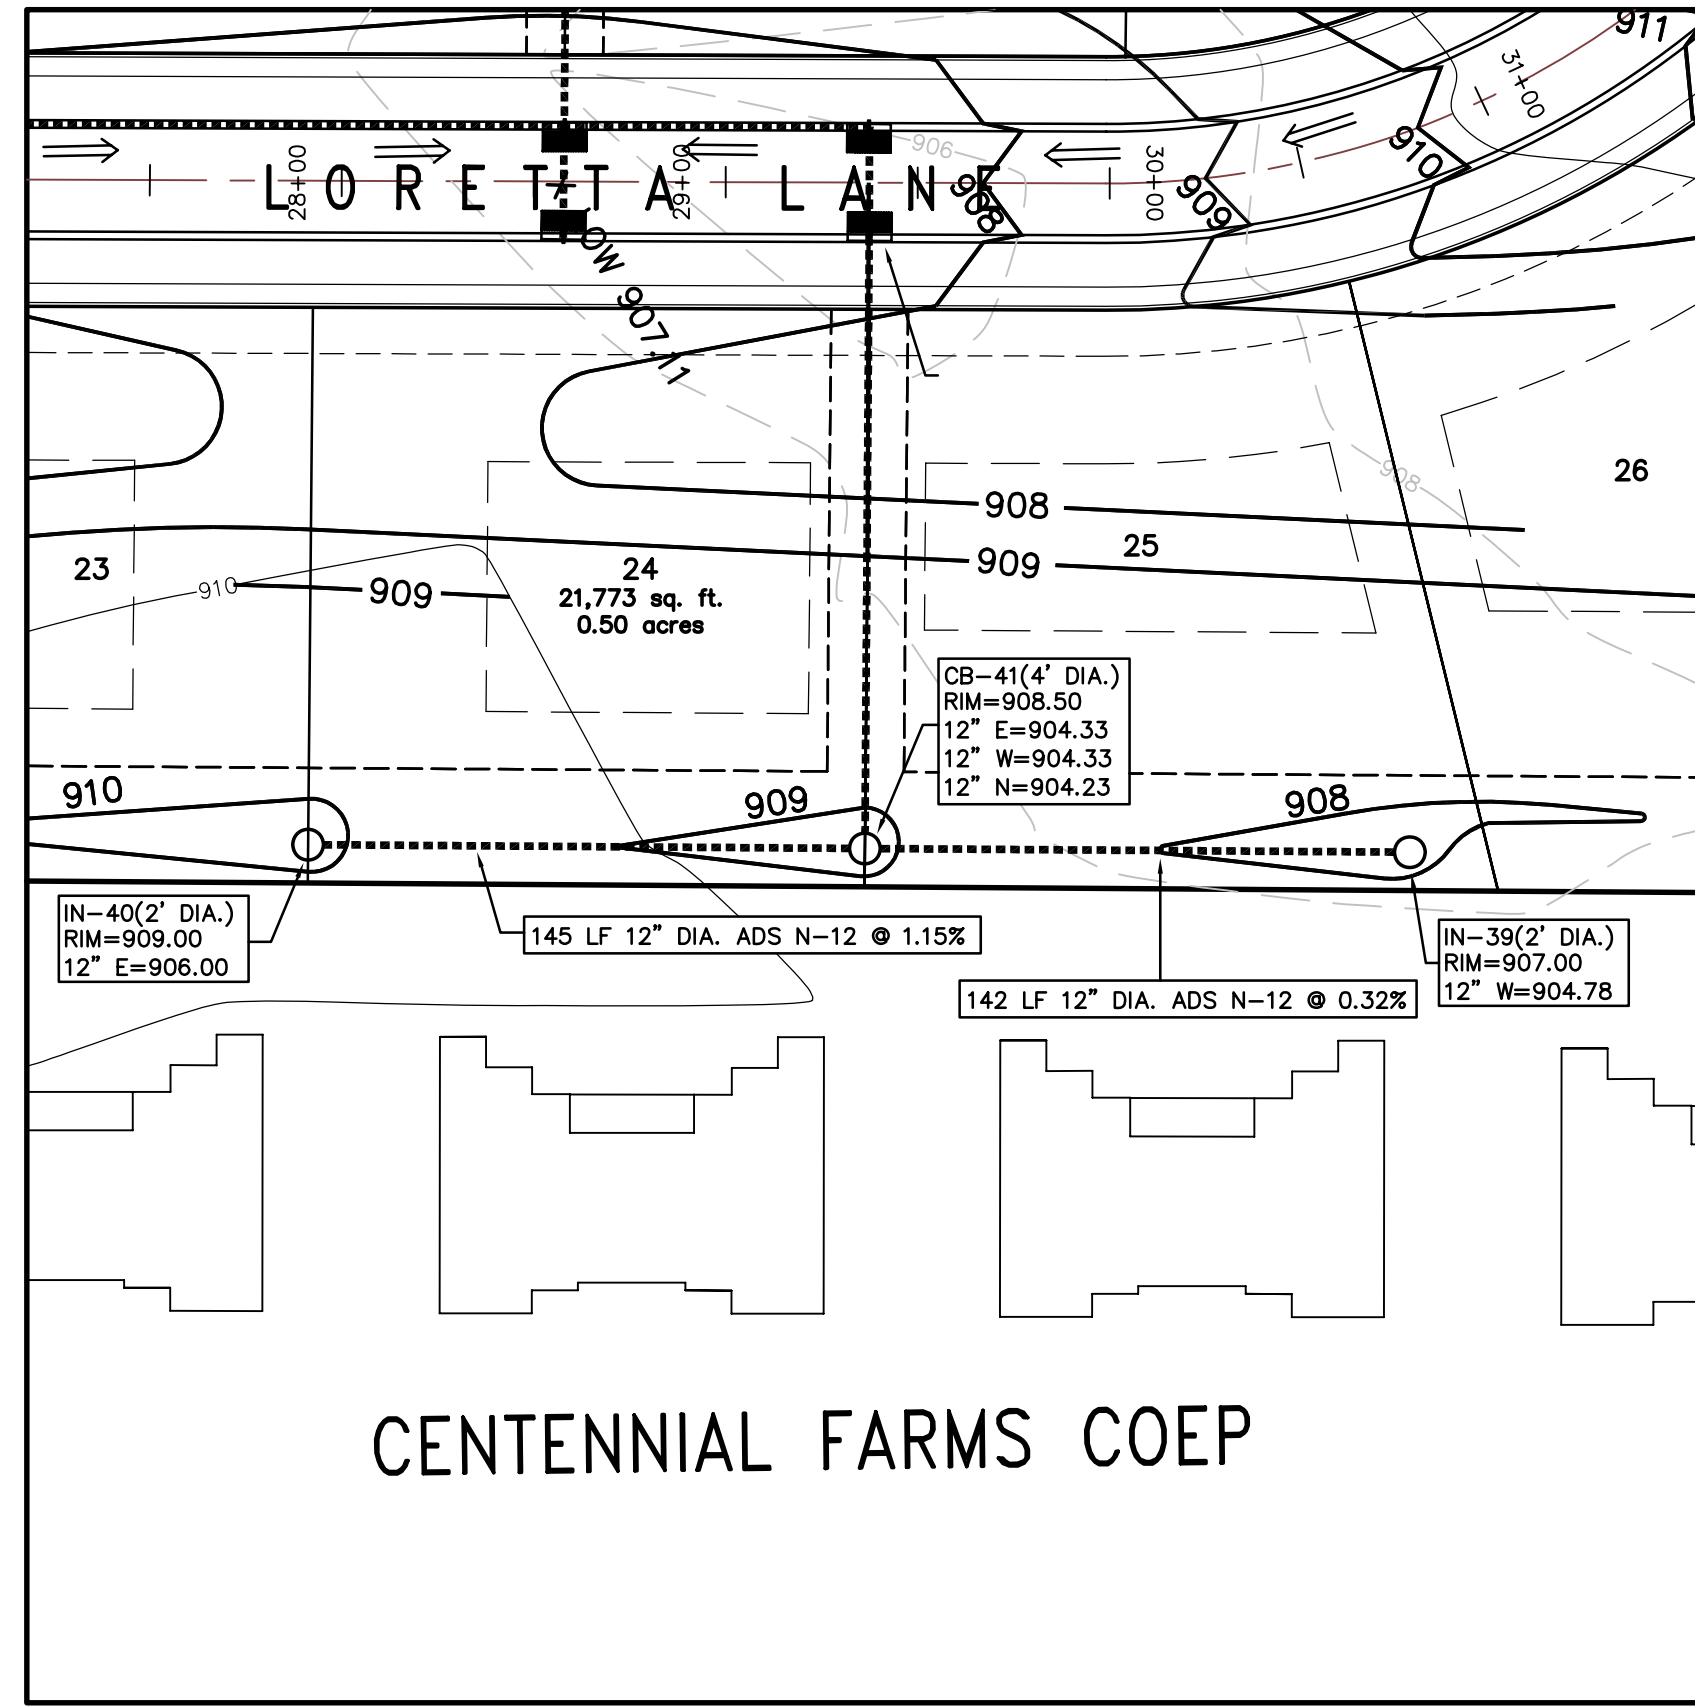 911
31+00
906
910
28+00
29+00
30+00
LORETTA LANE
908
909
LOW 907.71
908
26
908
25
909
23
24
21,773 sq. ft.
0.50 acres
910
909
CB-41(4' DIA.)
RIM=908.50
12" E=904.33
12" W=904.33
12" N=904.23
910
909
908
IN-40(2' DIA.)
RIM=909.00
12" E=906.00
145 LF 12" DIA. ADS N-12 @ 1.15%
IN-39(2' DIA.)
RIM=907.00
12" W=904.78
142 LF 12" DIA. ADS N-12 @ 0.32%
CENTENNIAL FARMS COEP